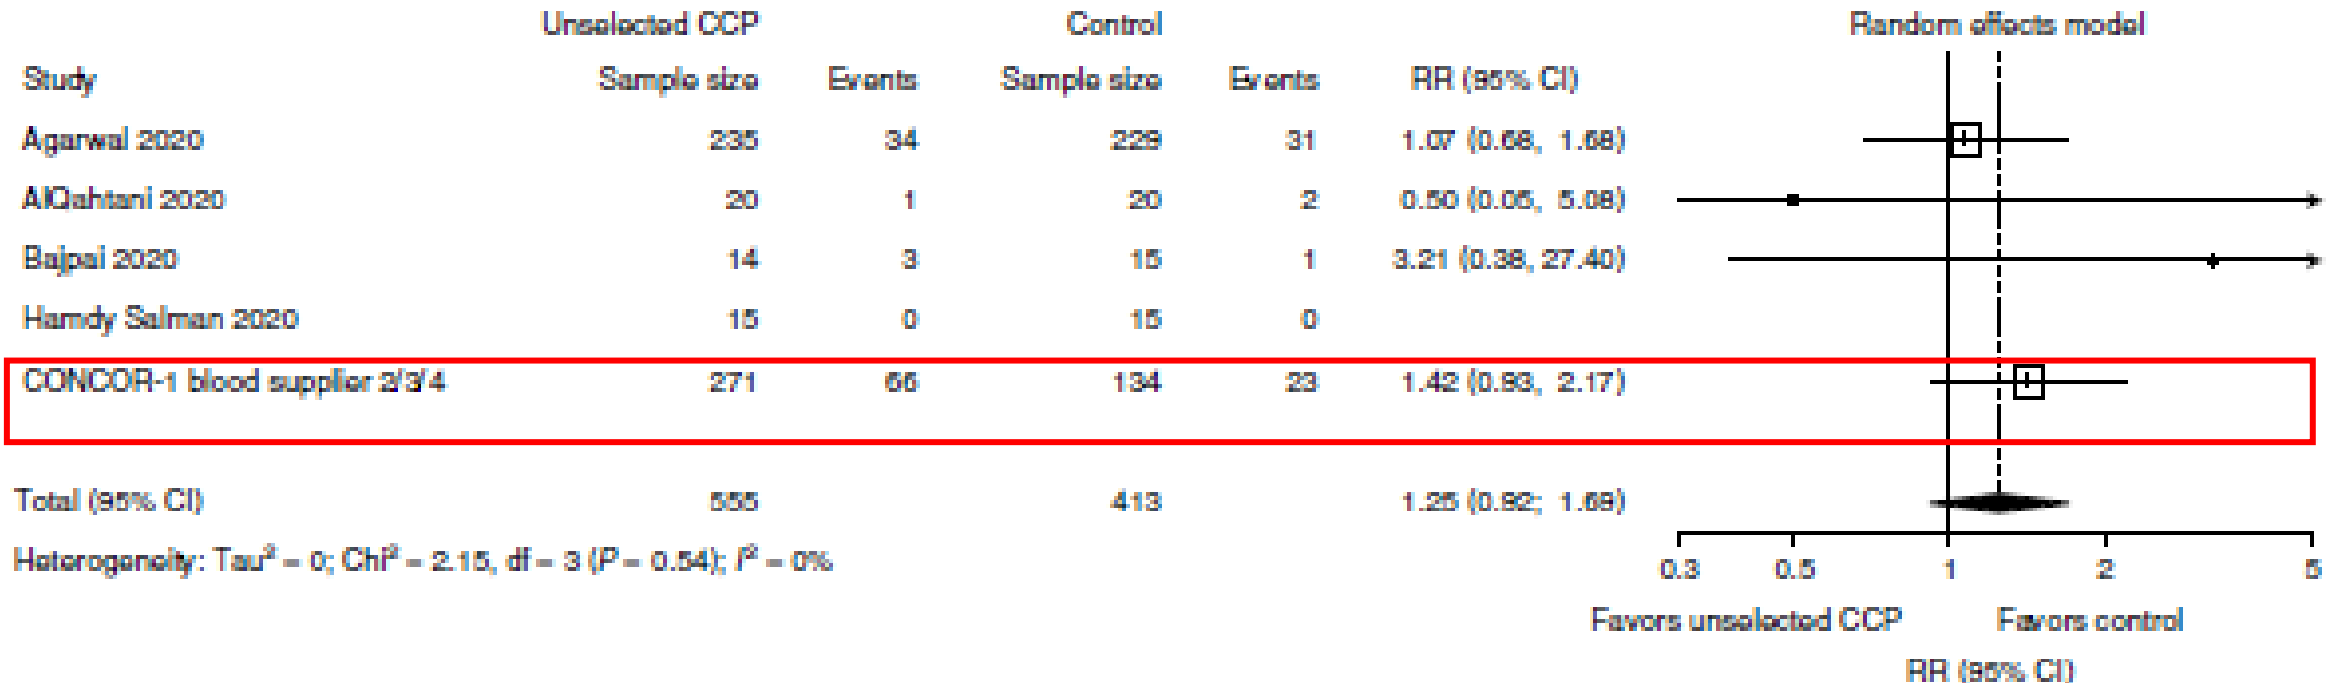 Unselected CCP Control Random effects model
Study Sample size Events Sample size Events RR (95% CI)
Agarwal 2020 235 34 229 31 1.07 (0.68, 1.68)
AlQahtani 2020 20 1 20 2 0.50 (0.05, 5.08)
Bajpai 2020 14 3 15 1 3.21 (0.38, 27.40)
Hamdy Salman 2020 15 0 15 0
CONCOR-1 blood supplier 2/3/4 271 66 134 23 1.42 (0.93, 2.17)
Total (95% CI) 555 413 1.25 (0.92; 1.69)
Heterogeneity: Tau² = 0; Chi² = 2.15, df = 3 (P = 0.54); I² = 0%
0.3 0.5 1 2 5
Favors unselected CCP Favors control
RR (95% CI)